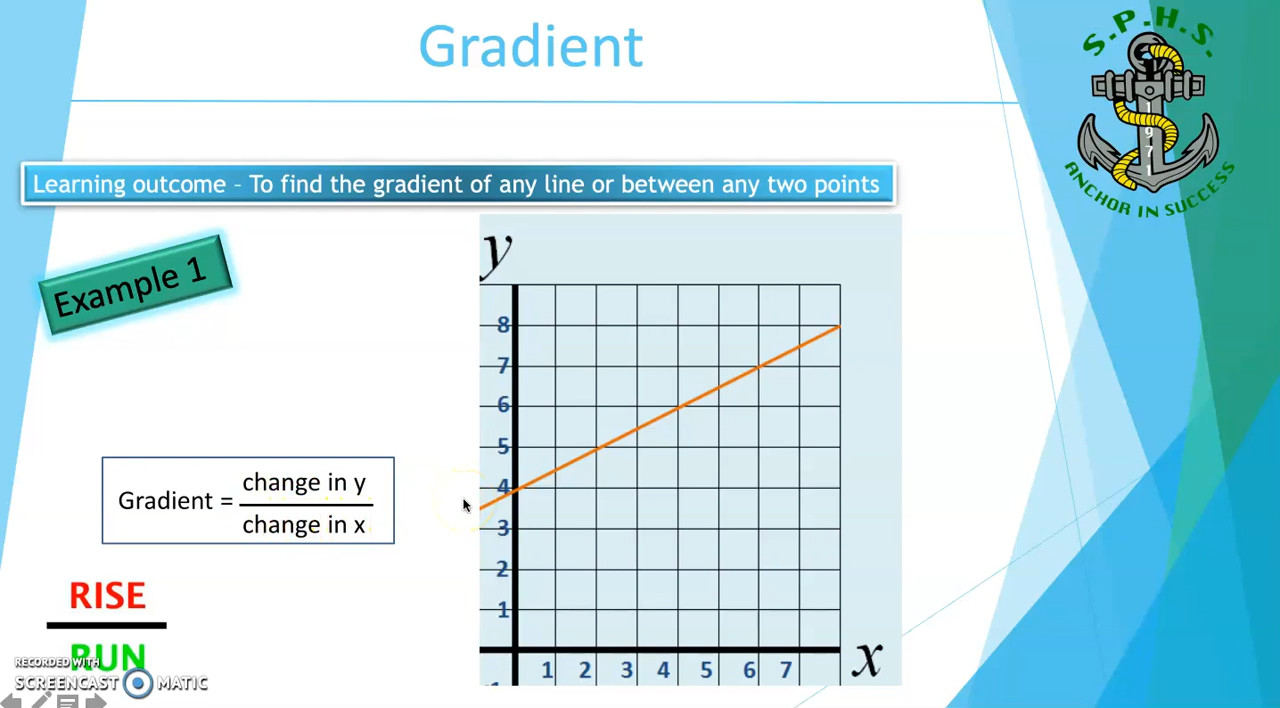 Gradient
S.P.H.S.
197
ANCHOR IN SUCCESS
Learning outcome – To find the gradient of any line or between any two points
Example 1
y
8
7
6
5
4
3
2
1
1 2 3 4 5 6 7
x
Gradient = change in y
change in x
RISE
RUN
RECORDED WITH
SCREENCAST MATIC